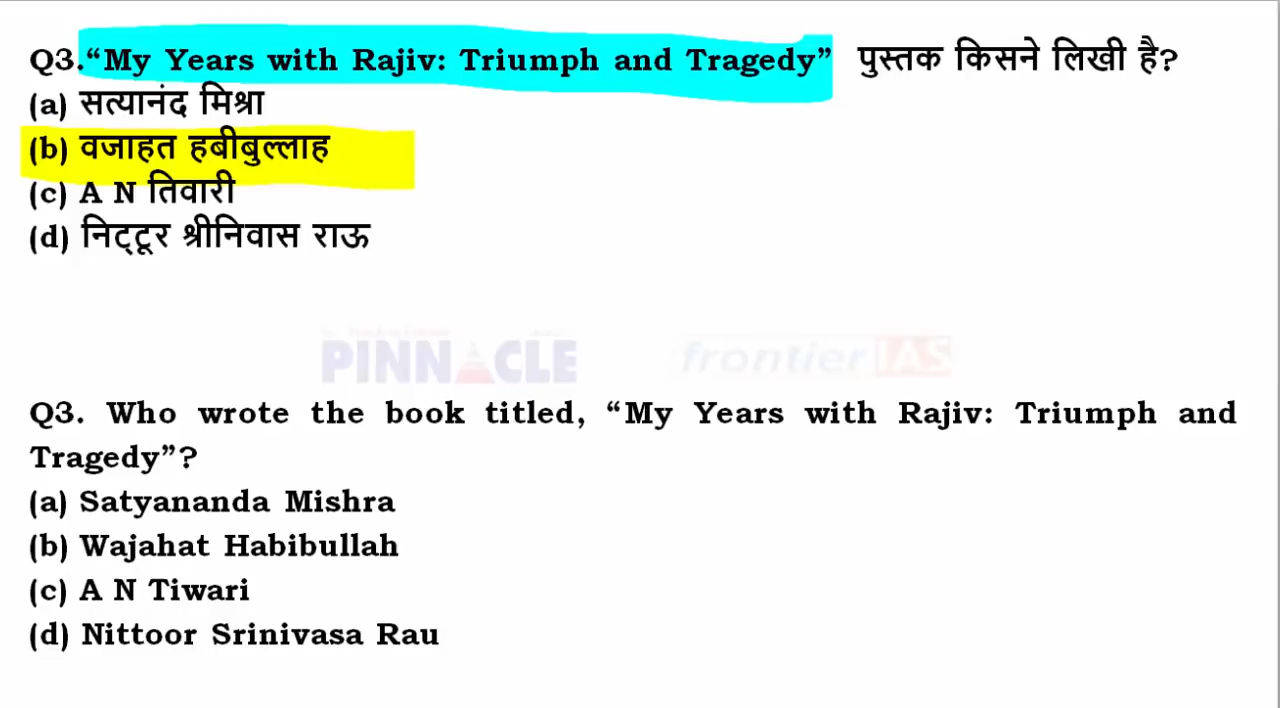 Q3.“My Years with Rajiv: Triumph and Tragedy” पुस्तक किसने लिखी है?
(a) सत्यानंद मिश्रा
(b) वजाहत हबीबुल्लाह
(c) A N तिवारी
(d) निट्टूर श्रीनिवास राऊ
PINNACLE frontier IAS
Q3. Who wrote the book titled, “My Years with Rajiv: Triumph and
Tragedy”?
(a) Satyananda Mishra
(b) Wajahat Habibullah
(c) A N Tiwari
(d) Nittoor Srinivasa Rau